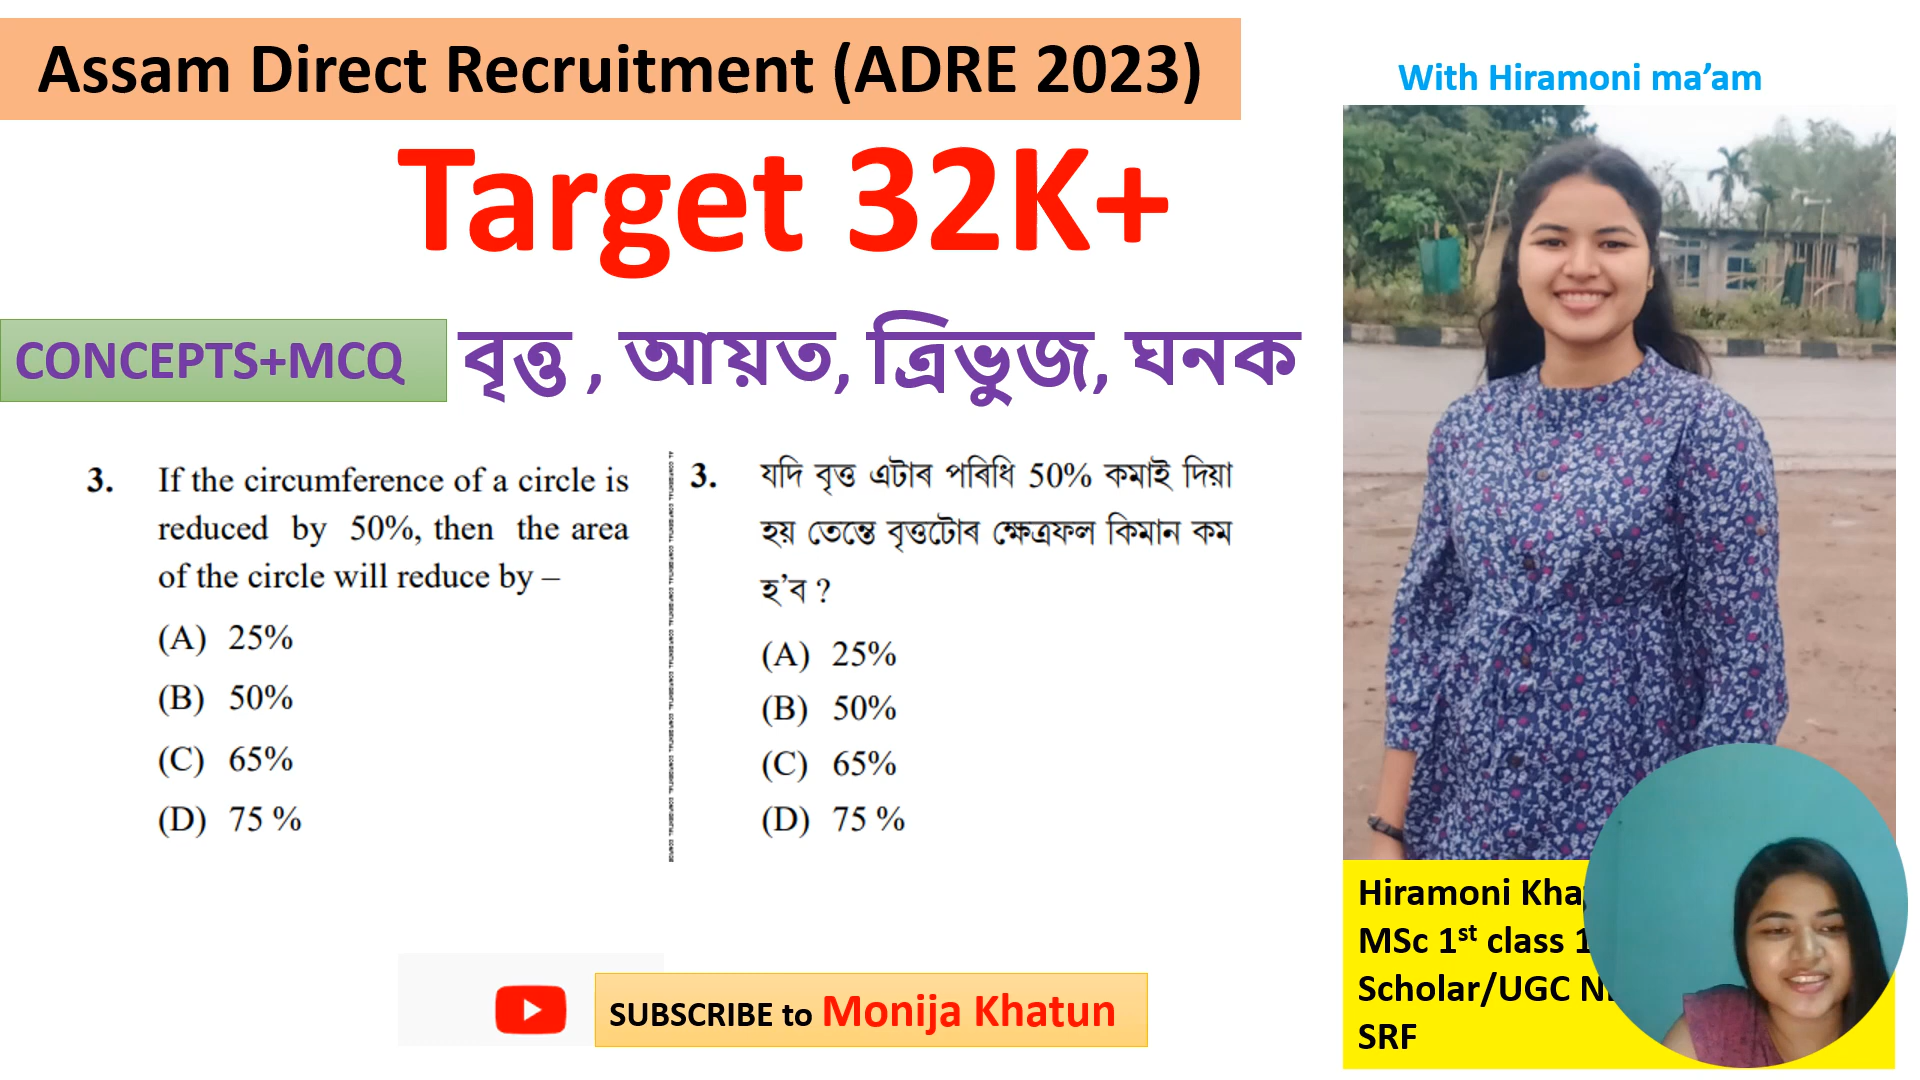 Assam Direct Recruitment (ADRE 2023)
With Hiramoni ma’am
Target 32K+
CONCEPTS+MCQ
বৃত্ত , আয়ত, ত্রিভুজ, ঘনক
3. If the circumference of a circle is
reduced by 50%, then the area
of the circle will reduce by –
(A) 25%
(B) 50%
(C) 65%
(D) 75 %
3. যদি বৃত্ত এটাৰ পৰিধি 50% কমাই দিয়া
হয় তেন্তে বৃত্তটোৰ ক্ষেত্রফল কিমান কম
হ’ব ?
(A) 25%
(B) 50%
(C) 65%
(D) 75 %
Hiramoni
MSc 1st class
Scholar/UGC
SRF
SUBSCRIBE to Monija Khatun